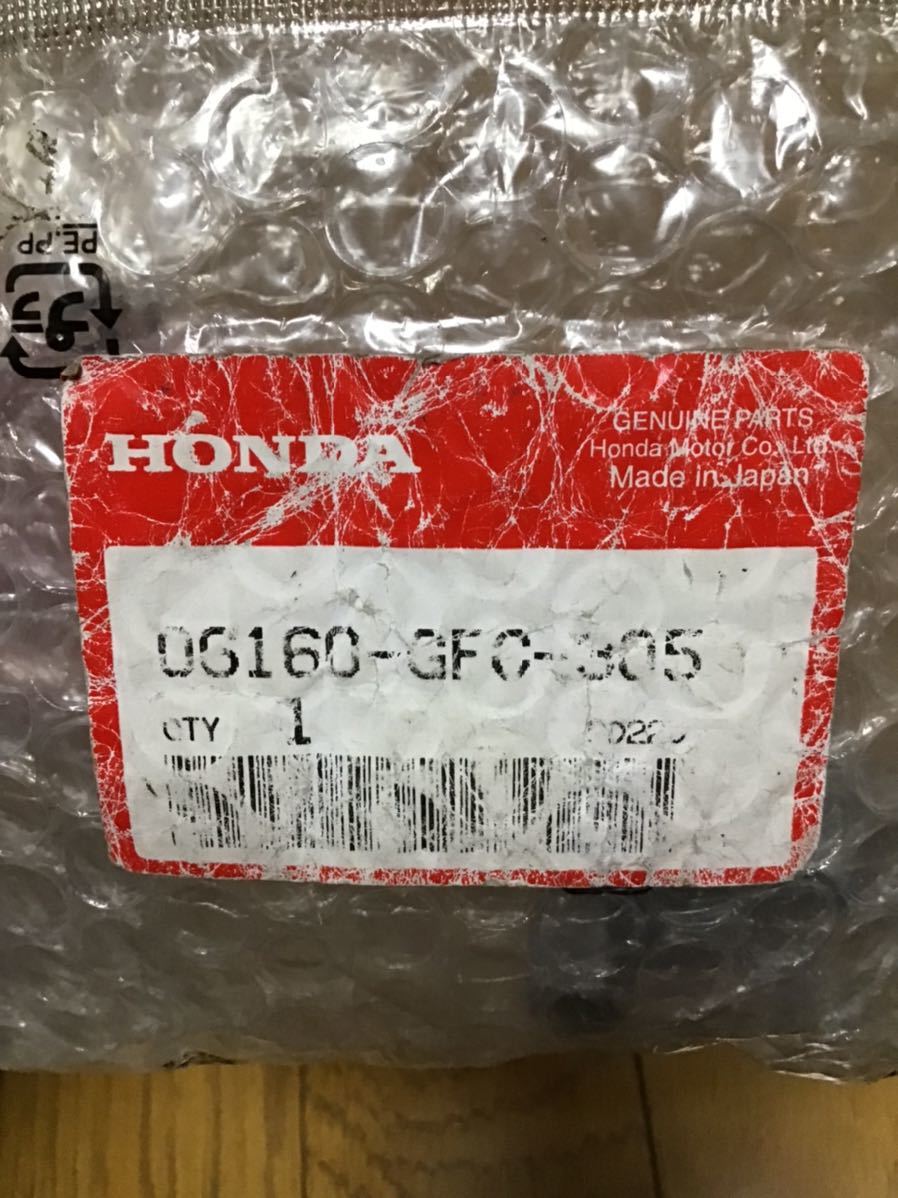 PE.PP
HONDA
GENUINE PARTS
Honda Motor Co., Ltd.
Made in Japan
06160-GFC-305
QTY 1